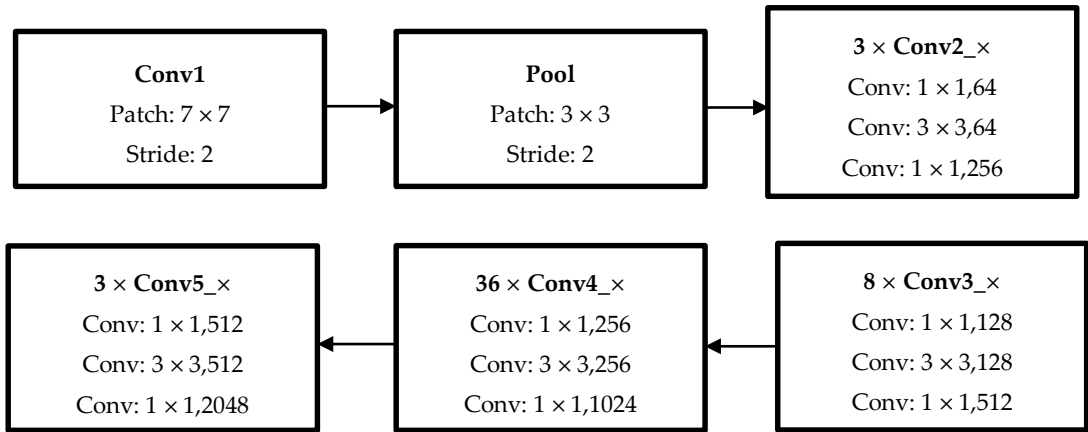 Conv1
Patch: 7 × 7
Stride: 2
Pool
Patch: 3 × 3
Stride: 2
3 × Conv2_×
Conv: 1 × 1,64
Conv: 3 × 3,64
Conv: 1 × 1,256
8 × Conv3_×
Conv: 1 × 1,128
Conv: 3 × 3,128
Conv: 1 × 1,512
36 × Conv4_×
Conv: 1 × 1,256
Conv: 3 × 3,256
Conv: 1 × 1,1024
3 × Conv5_×
Conv: 1 × 1,512
Conv: 3 × 3,512
Conv: 1 × 1,2048